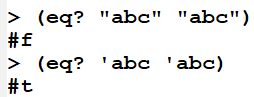 > (eq? "abc" "abc")
#f
> (eq? 'abc 'abc)
#t